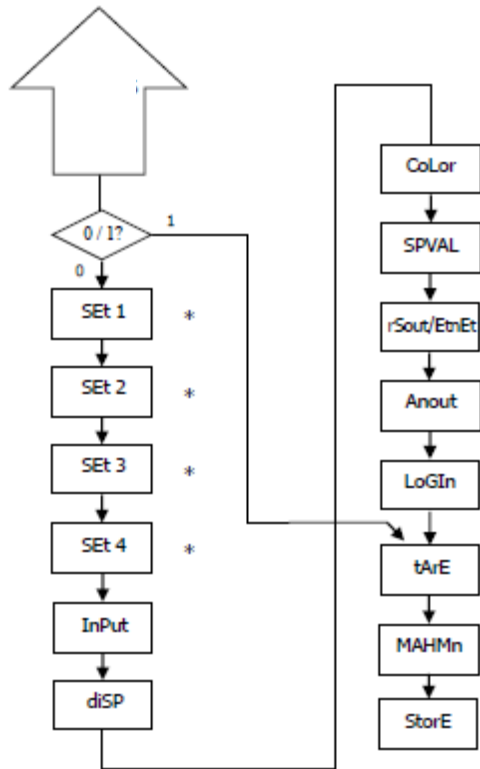 0 / 1?
1
0
SEt 1
*
SEt 2
*
SEt 3
*
SEt 4
*
InPut
diSP
CoLor
SPVAL
rSout/EtnEt
Anout
LoGIn
tArE
MAHMn
StorE